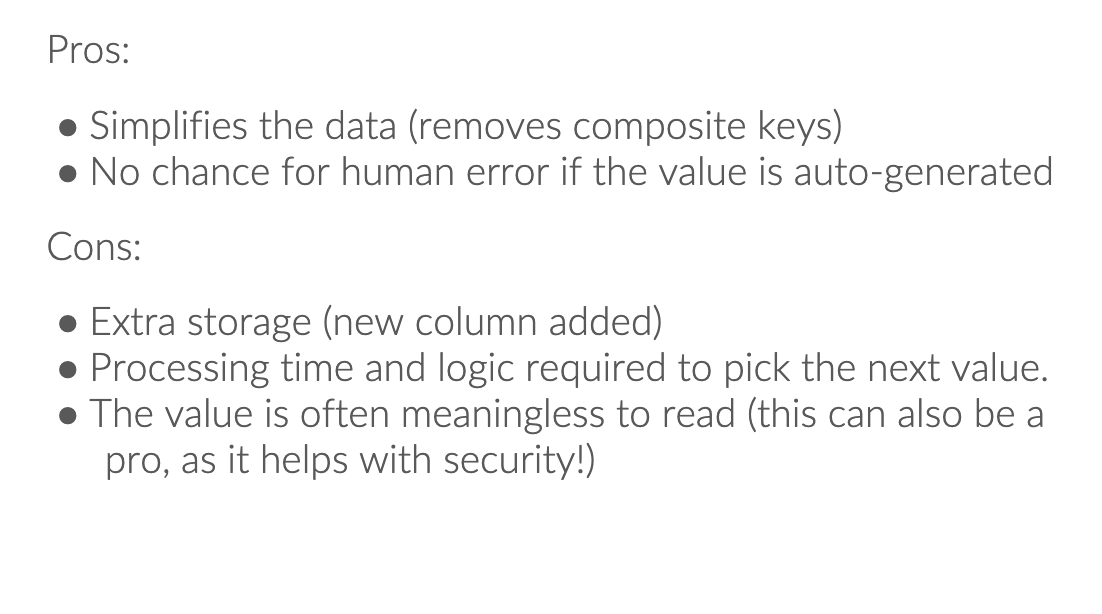 Pros:
● Simplifies the data (removes composite keys)
● No chance for human error if the value is auto-generated
Cons:
● Extra storage (new column added)
● Processing time and logic required to pick the next value.
● The value is often meaningless to read (this can also be a
pro, as it helps with security!)